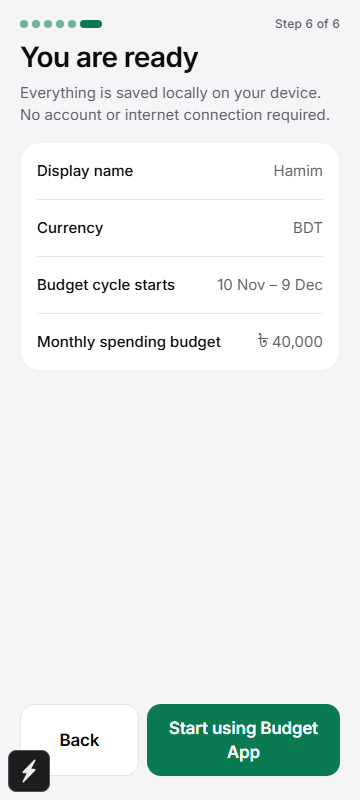 Step 6 of 6
You are ready
Everything is saved locally on your device.
No account or internet connection required.
Display name Hamim
Currency BDT
Budget cycle starts 10 Nov – 9 Dec
Monthly spending budget ৳ 40,000
Back
Start using Budget
App